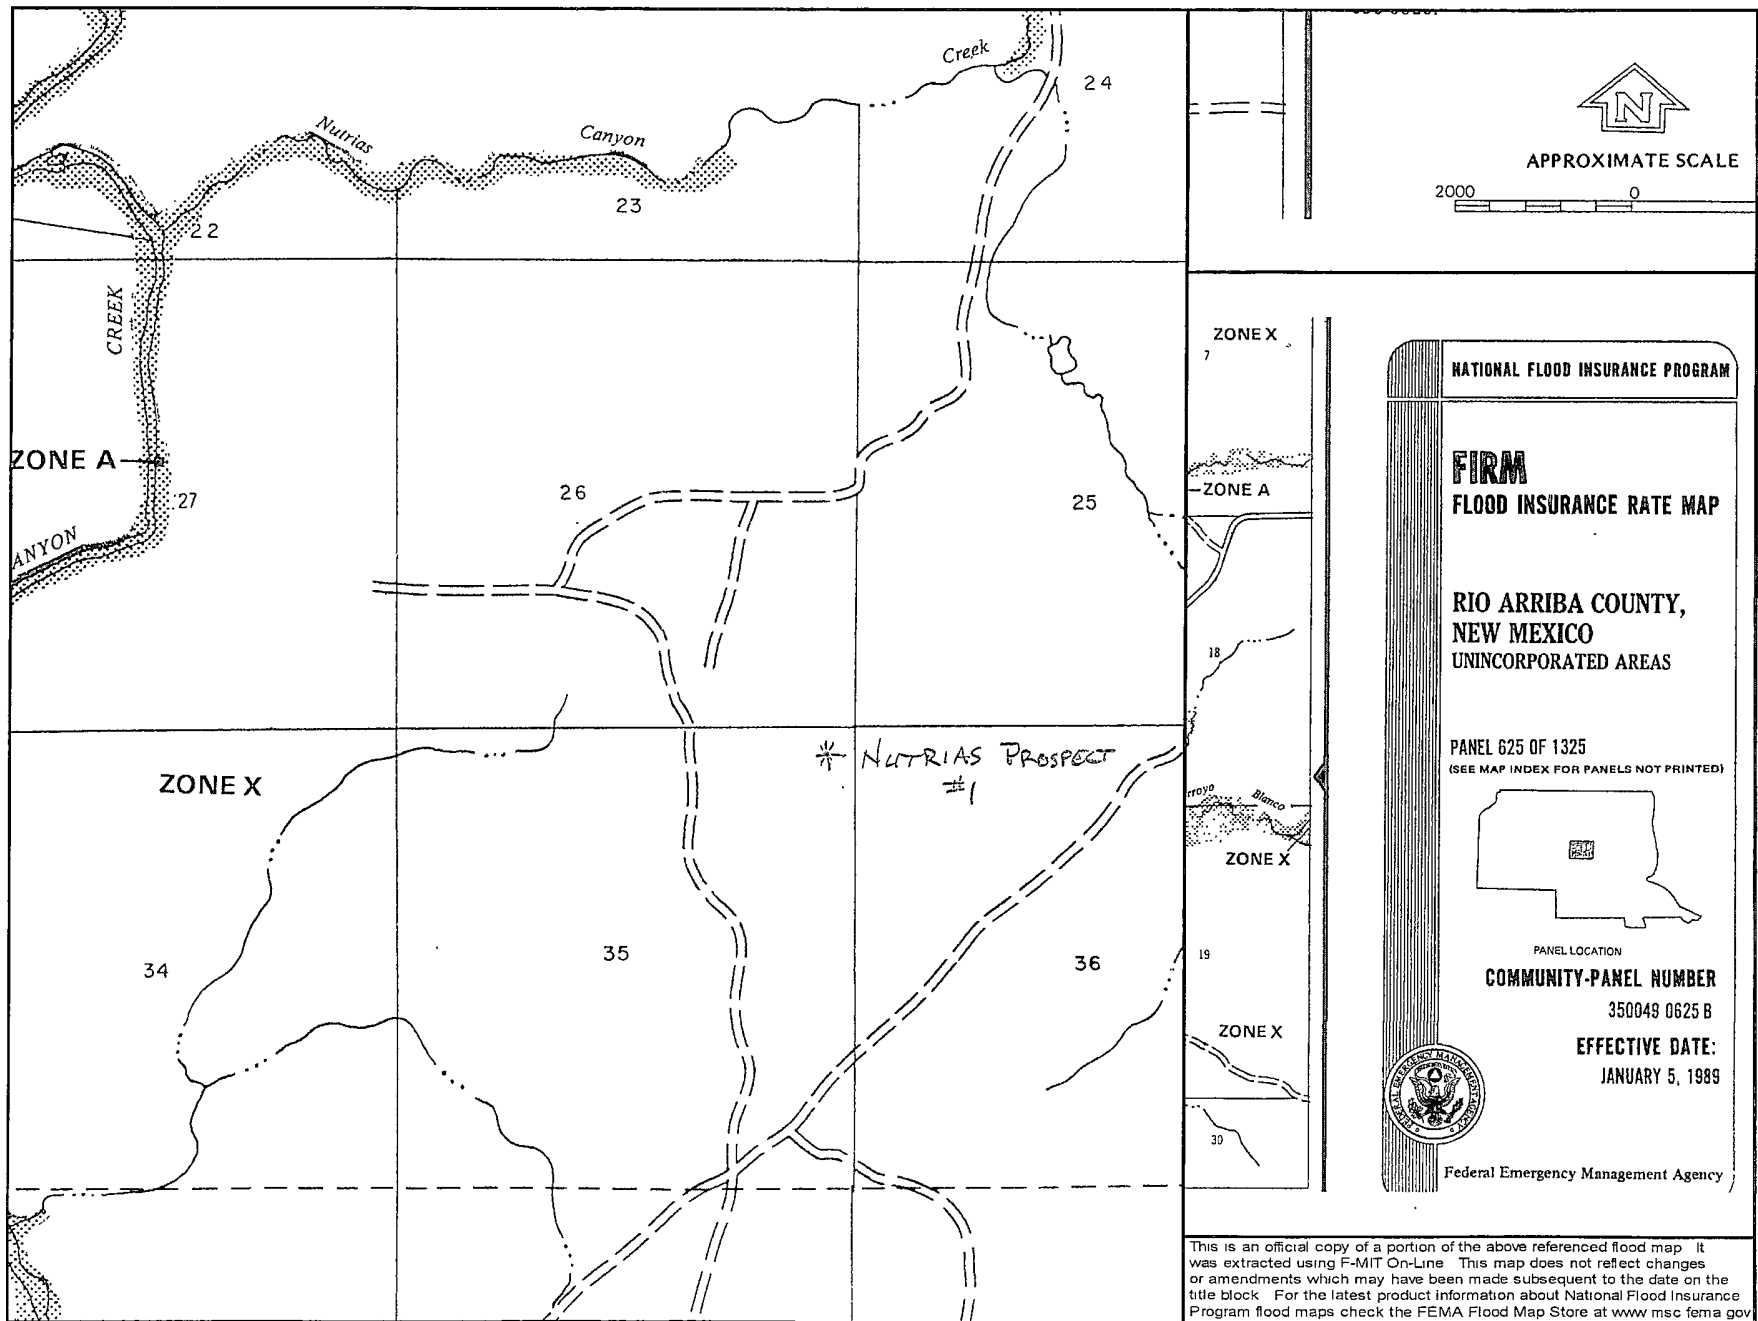 Creek
24
Nutrias
Canyon
23
22
CREEK
ZONE A
27
26
25
ANYON
ZONE X
NUTRIAS PROSPECT
#1
34
35
36
N
APPROXIMATE SCALE
2000 0
ZONE X
7
ZONE A
18
rroyo Blanco
ZONE X
19
ZONE X
30
NATIONAL FLOOD INSURANCE PROGRAM
FIRM
FLOOD INSURANCE RATE MAP
RIO ARRIBA COUNTY,
NEW MEXICO
UNINCORPORATED AREAS
PANEL 625 OF 1325
(SEE MAP INDEX FOR PANELS NOT PRINTED)
PANEL LOCATION
COMMUNITY-PANEL NUMBER
350049 0625 B
EFFECTIVE DATE:
JANUARY 5, 1989
FEDERAL EMERGENCY MANAGEMENT AGENCY
Federal Emergency Management Agency
This is an official copy of a portion of the above referenced flood map It
was extracted using F-MIT On-Line This map does not reflect changes
or amendments which may have been made subsequent to the date on the
title block For the latest product information about National Flood Insurance
Program flood maps check the FEMA Flood Map Store at www msc fema gov